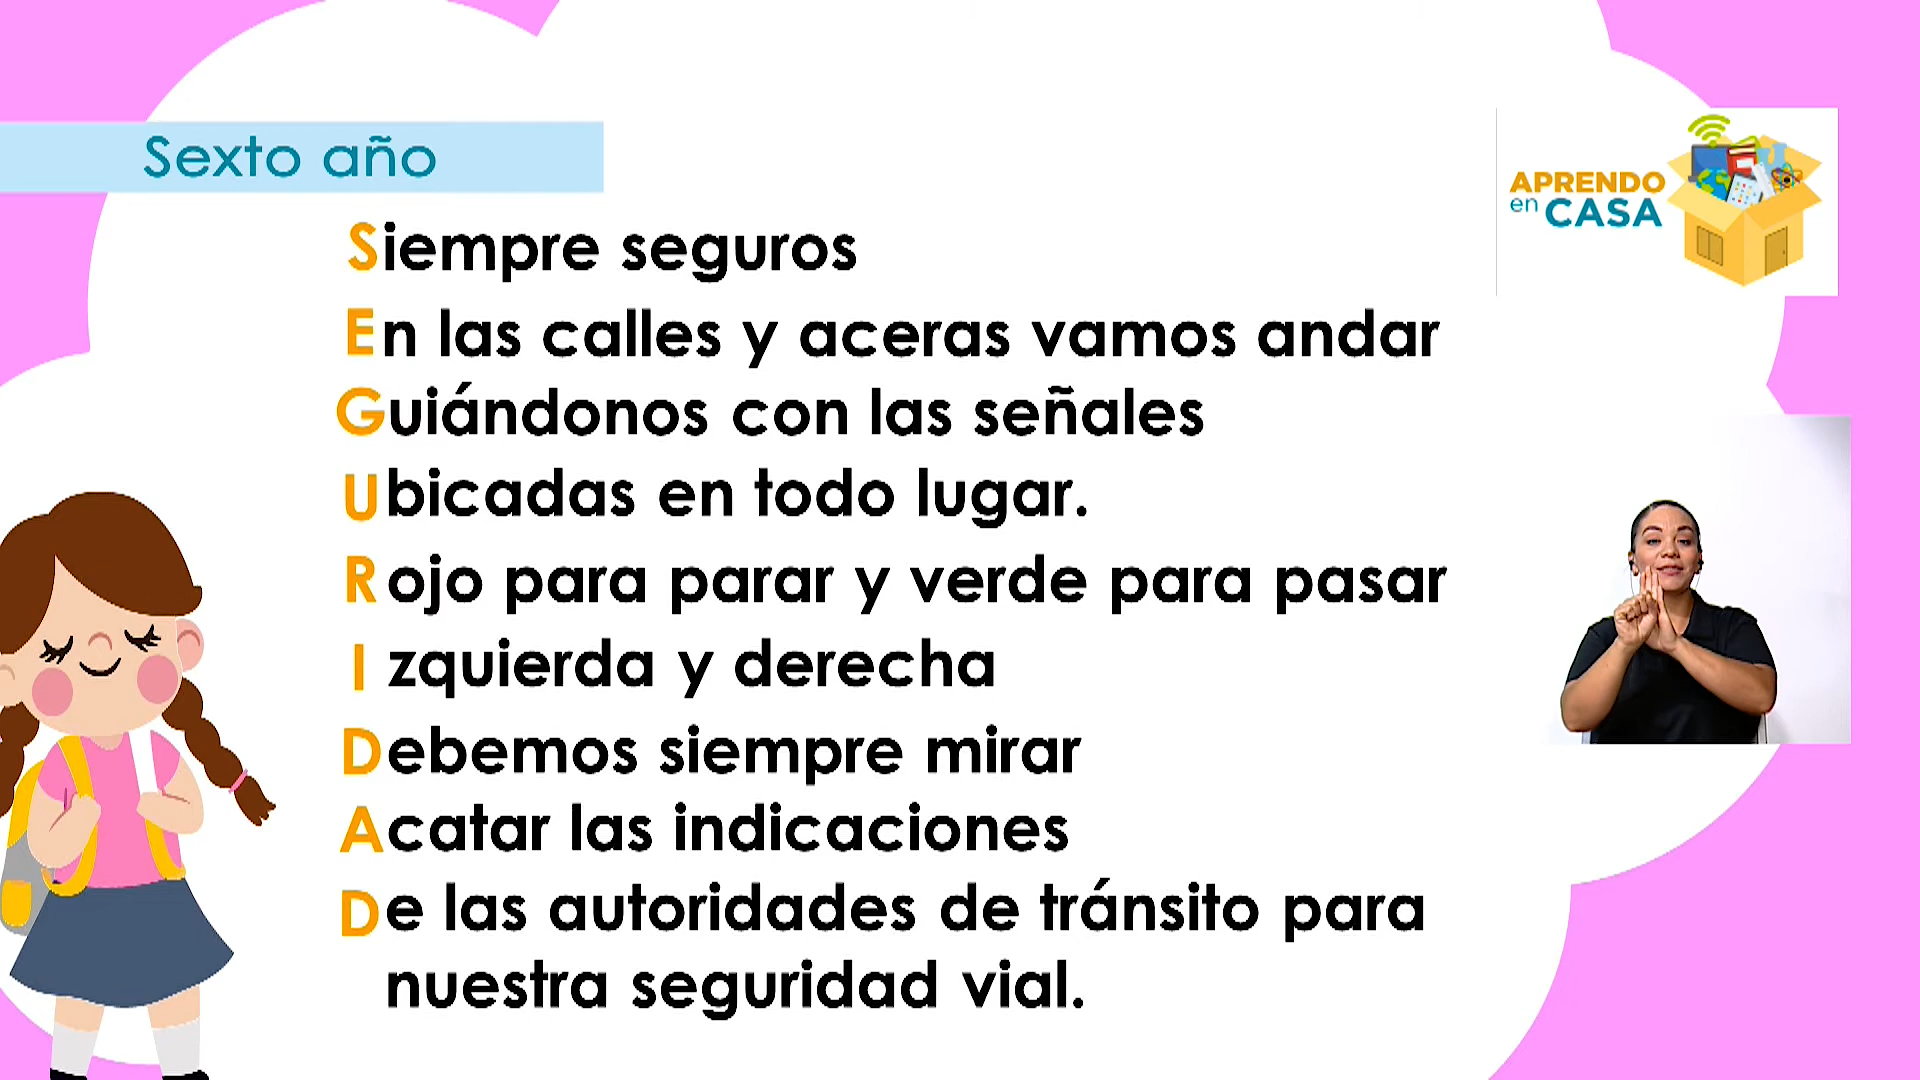 Sexto año
APRENDO
en CASA
Siempre seguros
En las calles y aceras vamos andar
Guiándonos con las señales
Ubicadas en todo lugar.
Rojo para parar y verde para pasar
Izquierda y derecha
Debemos siempre mirar
Acatar las indicaciones
De las autoridades de tránsito para
nuestra seguridad vial.